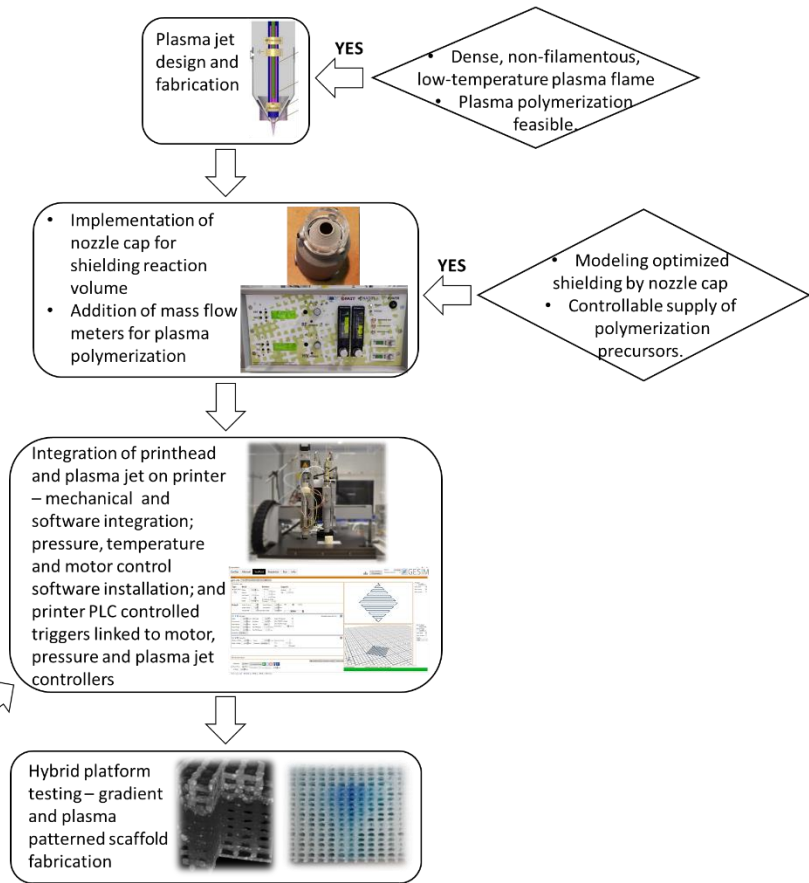 Plasma jet
design and
fabrication
YES
• Dense, non-filamentous,
low-temperature plasma flame
• Plasma polymerization
feasible.
• Implementation of
nozzle cap for
shielding reaction
volume
• Addition of mass flow
meters for plasma
polymerization
YES
• Modeling optimized
shielding by nozzle cap
• Controllable supply of
polymerization
precursors.
Integration of printhead
and plasma jet on printer
– mechanical and
software integration;
pressure, temperature
and motor control
software installation; and
printer PLC controlled
triggers linked to motor,
pressure and plasma jet
controllers
GESIM
Hybrid platform
testing – gradient
and plasma
patterned scaffold
fabrication